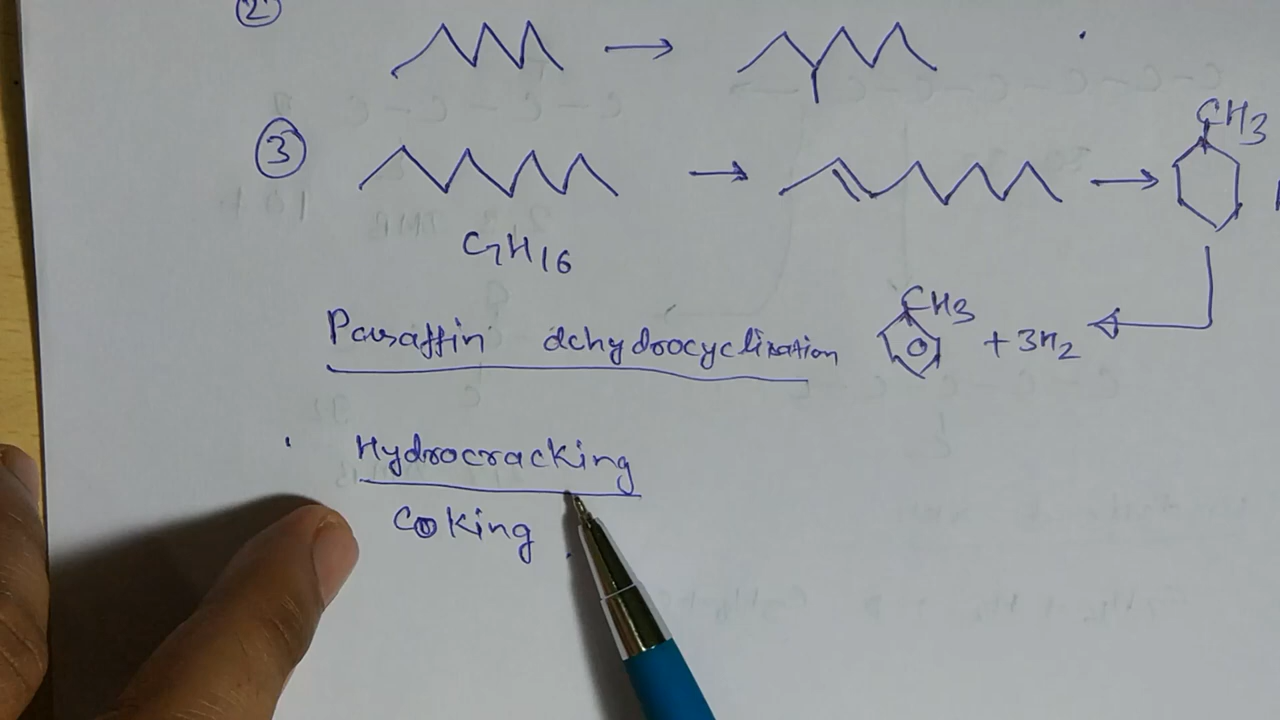 2
CH3
3
C7H16
CH3
+ 3H2
Paraffin dehydrocyclization
Hydrocracking
Coking